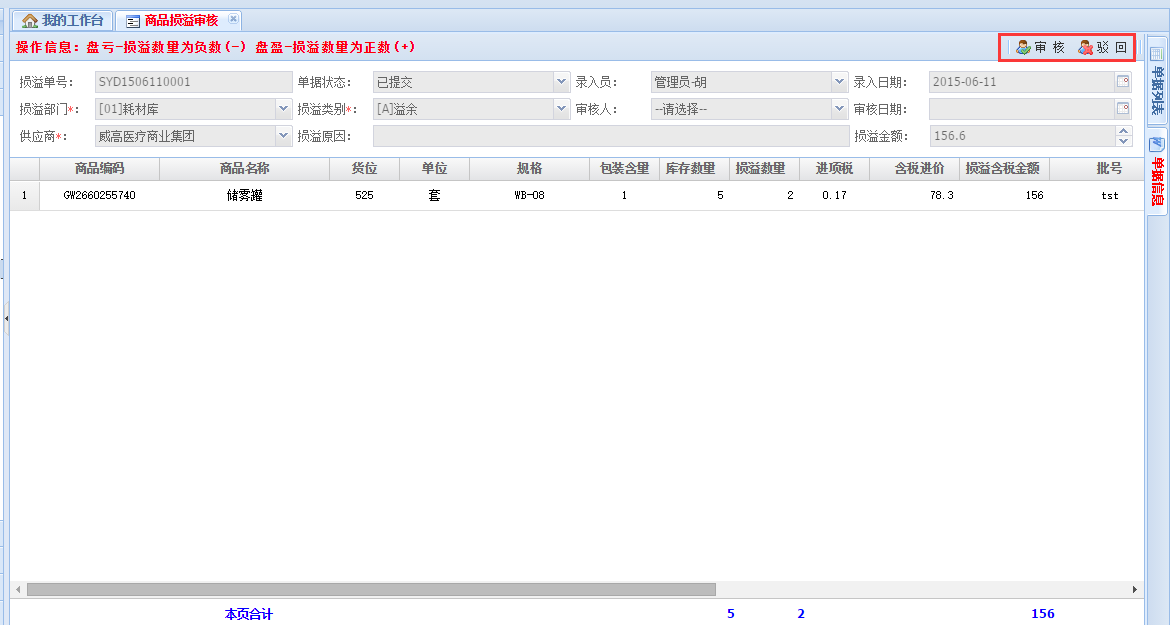 我的工作台 商品损溢审核
操作信息: 盘亏-损溢数量为负数(-) 盘盈-损溢数量为正数(+) 审 核 驳 回
损溢单号: SYD1506110001 单据状态: 已提交 录入员: 管理员-胡 录入日期: 2015-06-11
损溢部门*: [01]耗材库 损溢类别*: [A]溢余 审核人: --请选择-- 审核日期:
供应商*: 威高医疗商业集团 损溢原因: 损溢金额: 156.6
商品编码 商品名称 货位 单位 规格 包装含量 库存数量 损溢数量 进项税 含税进价 损溢含税金额 批号
1 GW2660255740 储雾罐 525 套 WB-08 1 5 2 0.17 78.3 156 tst
本页合计 5 2 156
单据列表
单据信息